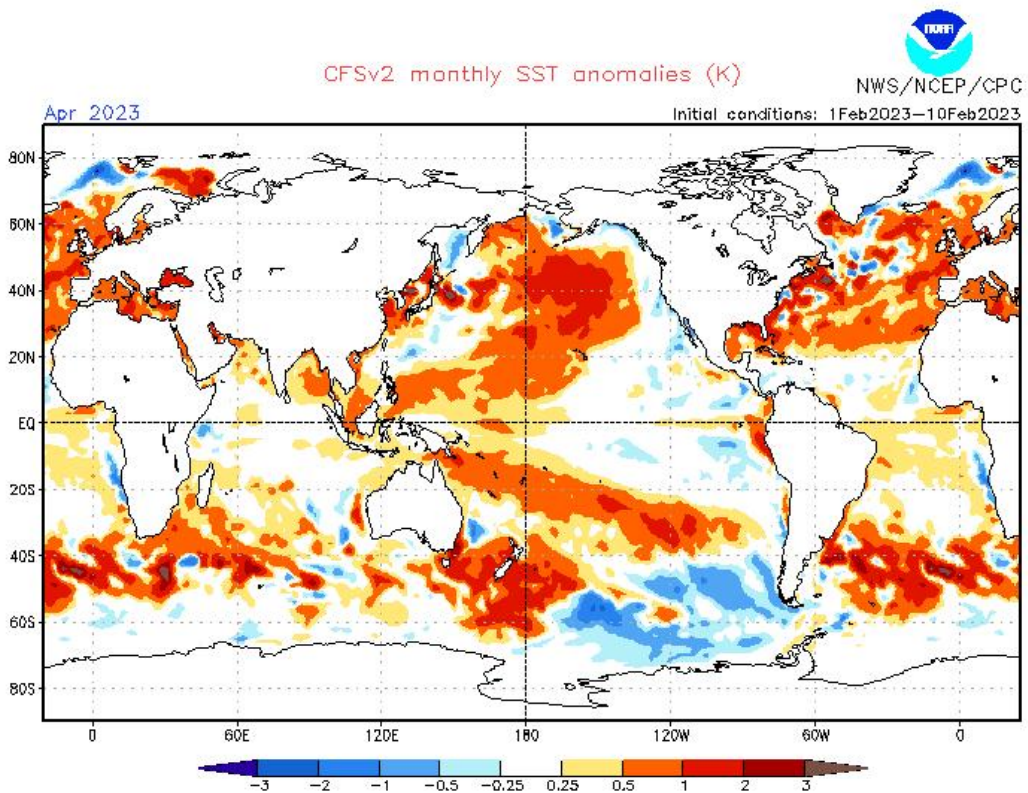 NOAA
CFSv2 monthly SST anomalies (K)
NWS/NCEP/CPC
Apr 2023
Initial conditions: 1Feb2023–10Feb2023
80N
60N
40N
20N
EQ
20S
40S
60S
80S
0 60E 120E 180 120W 60W 0
-3 -2 -1 -0.5 -0.25 0.25 0.5 1 2 3